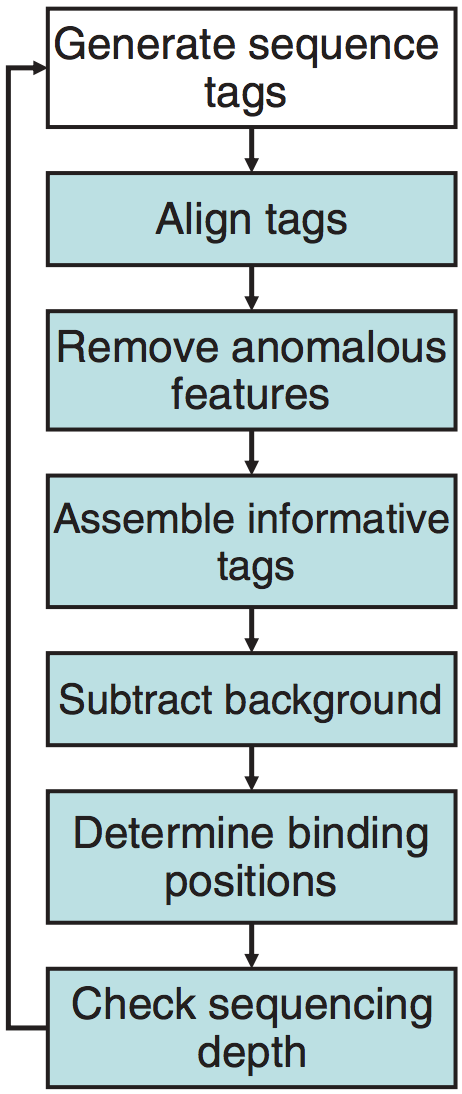 Generate sequence
tags
Align tags
Remove anomalous
features
Assemble informative
tags
Subtract background
Determine binding
positions
Check sequencing
depth